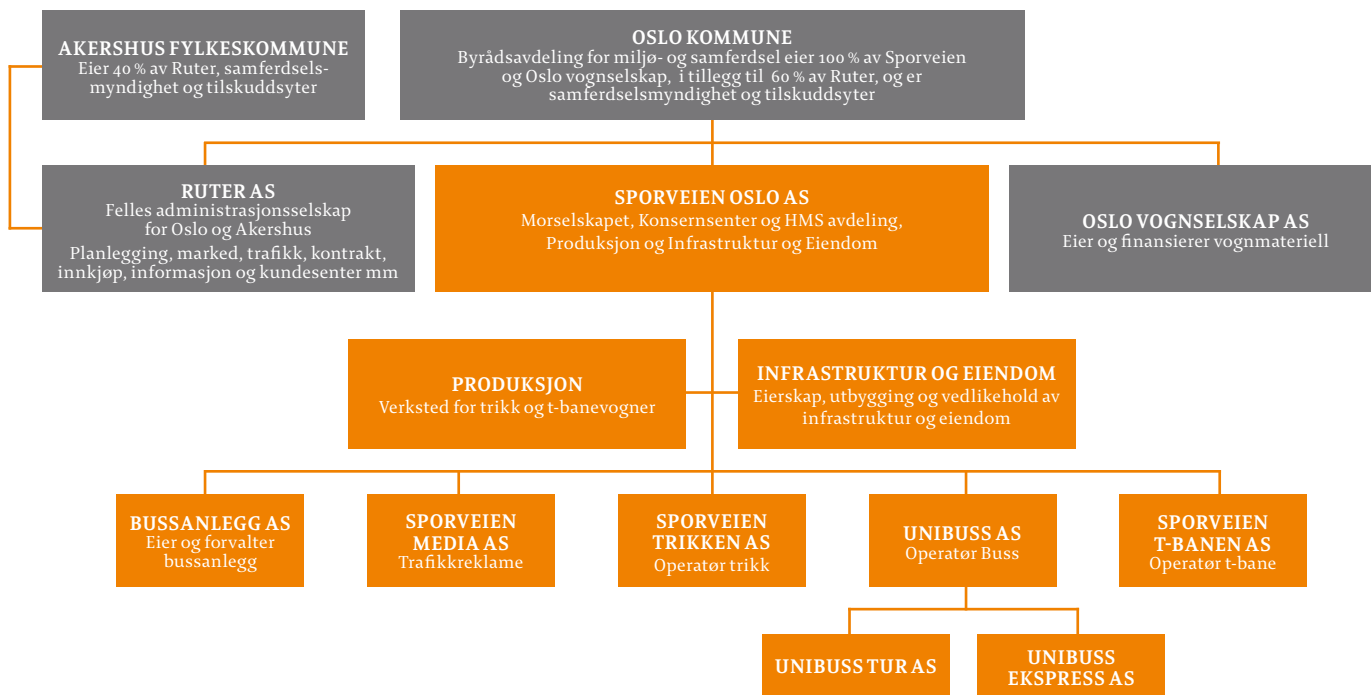 AKERSHUS FYLKESKOMMUNE
Eier 40 % av Ruter, samferdsels-
myndighet og tilskuddsyter
OSLO KOMMUNE
Byrådsavdeling for miljø- og samferdsel eier 100 % av Sporveien
og Oslo vognselskap, i tillegg til 60 % av Ruter, og er
samferdselsmyndighet og tilskuddsyter
RUTER AS
Felles administrasjonsselskap
for Oslo og Akershus
Planlegging, marked, trafikk, kontrakt,
innkjøp, informasjon og kundesenter mm
SPORVEIEN OSLO AS
Morselskapet, Konsernsenter og HMS avdeling,
Produksjon og Infrastruktur og Eiendom
OSLO VOGNSELSKAP AS
Eier og finansierer vognmateriell
PRODUKSJON
Verksted for trikk og t-banevogner
INFRASTRUKTUR OG EIENDOM
Eierskap, utbygging og vedlikehold av
infrastruktur og eiendom
BUSSANLEGG AS
Eier og forvalter
bussanlegg
SPORVEIEN
MEDIA AS
Trafikkreklame
SPORVEIEN
TRIKKEN AS
Operatør trikk
UNIBUSS AS
Operatør Buss
SPORVEIEN
T-BANEN AS
Operatør t-bane
UNIBUSS TUR AS
UNIBUSS
EKSPRESS AS